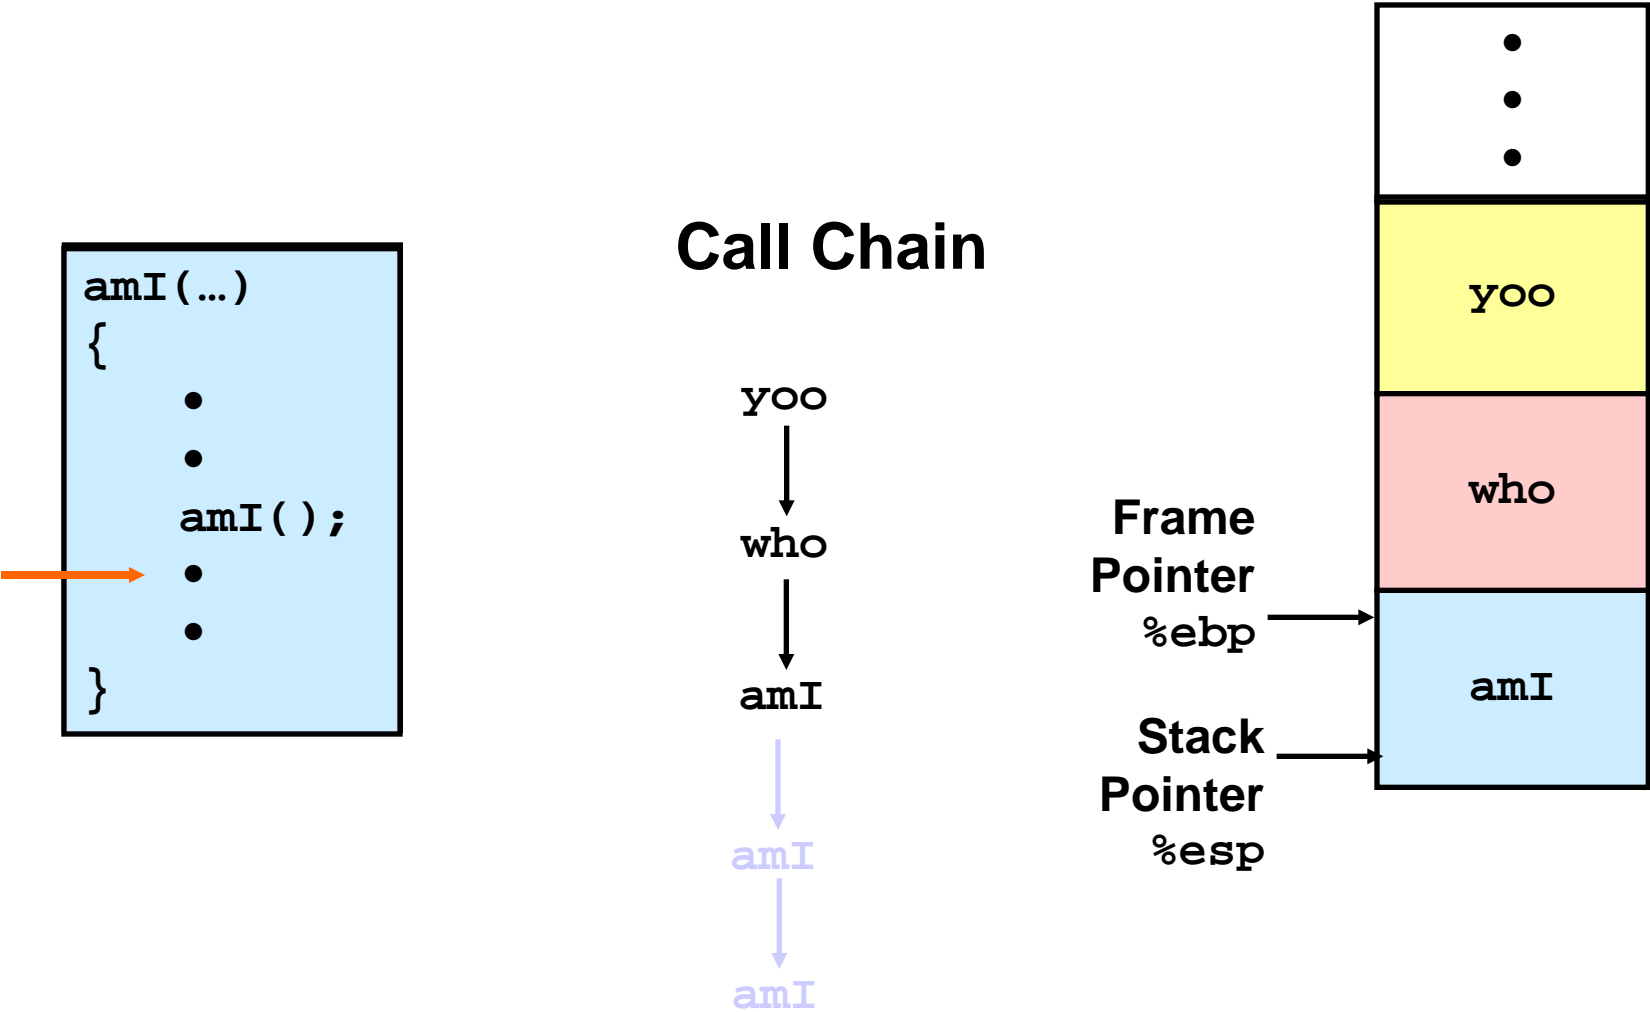 amI(…)
{
•
•
amI();
•
•
}
Call Chain
yoo
who
amI
amI
amI
Frame
Pointer
%ebp
Stack
Pointer
%esp
•
•
•
yoo
who
amI